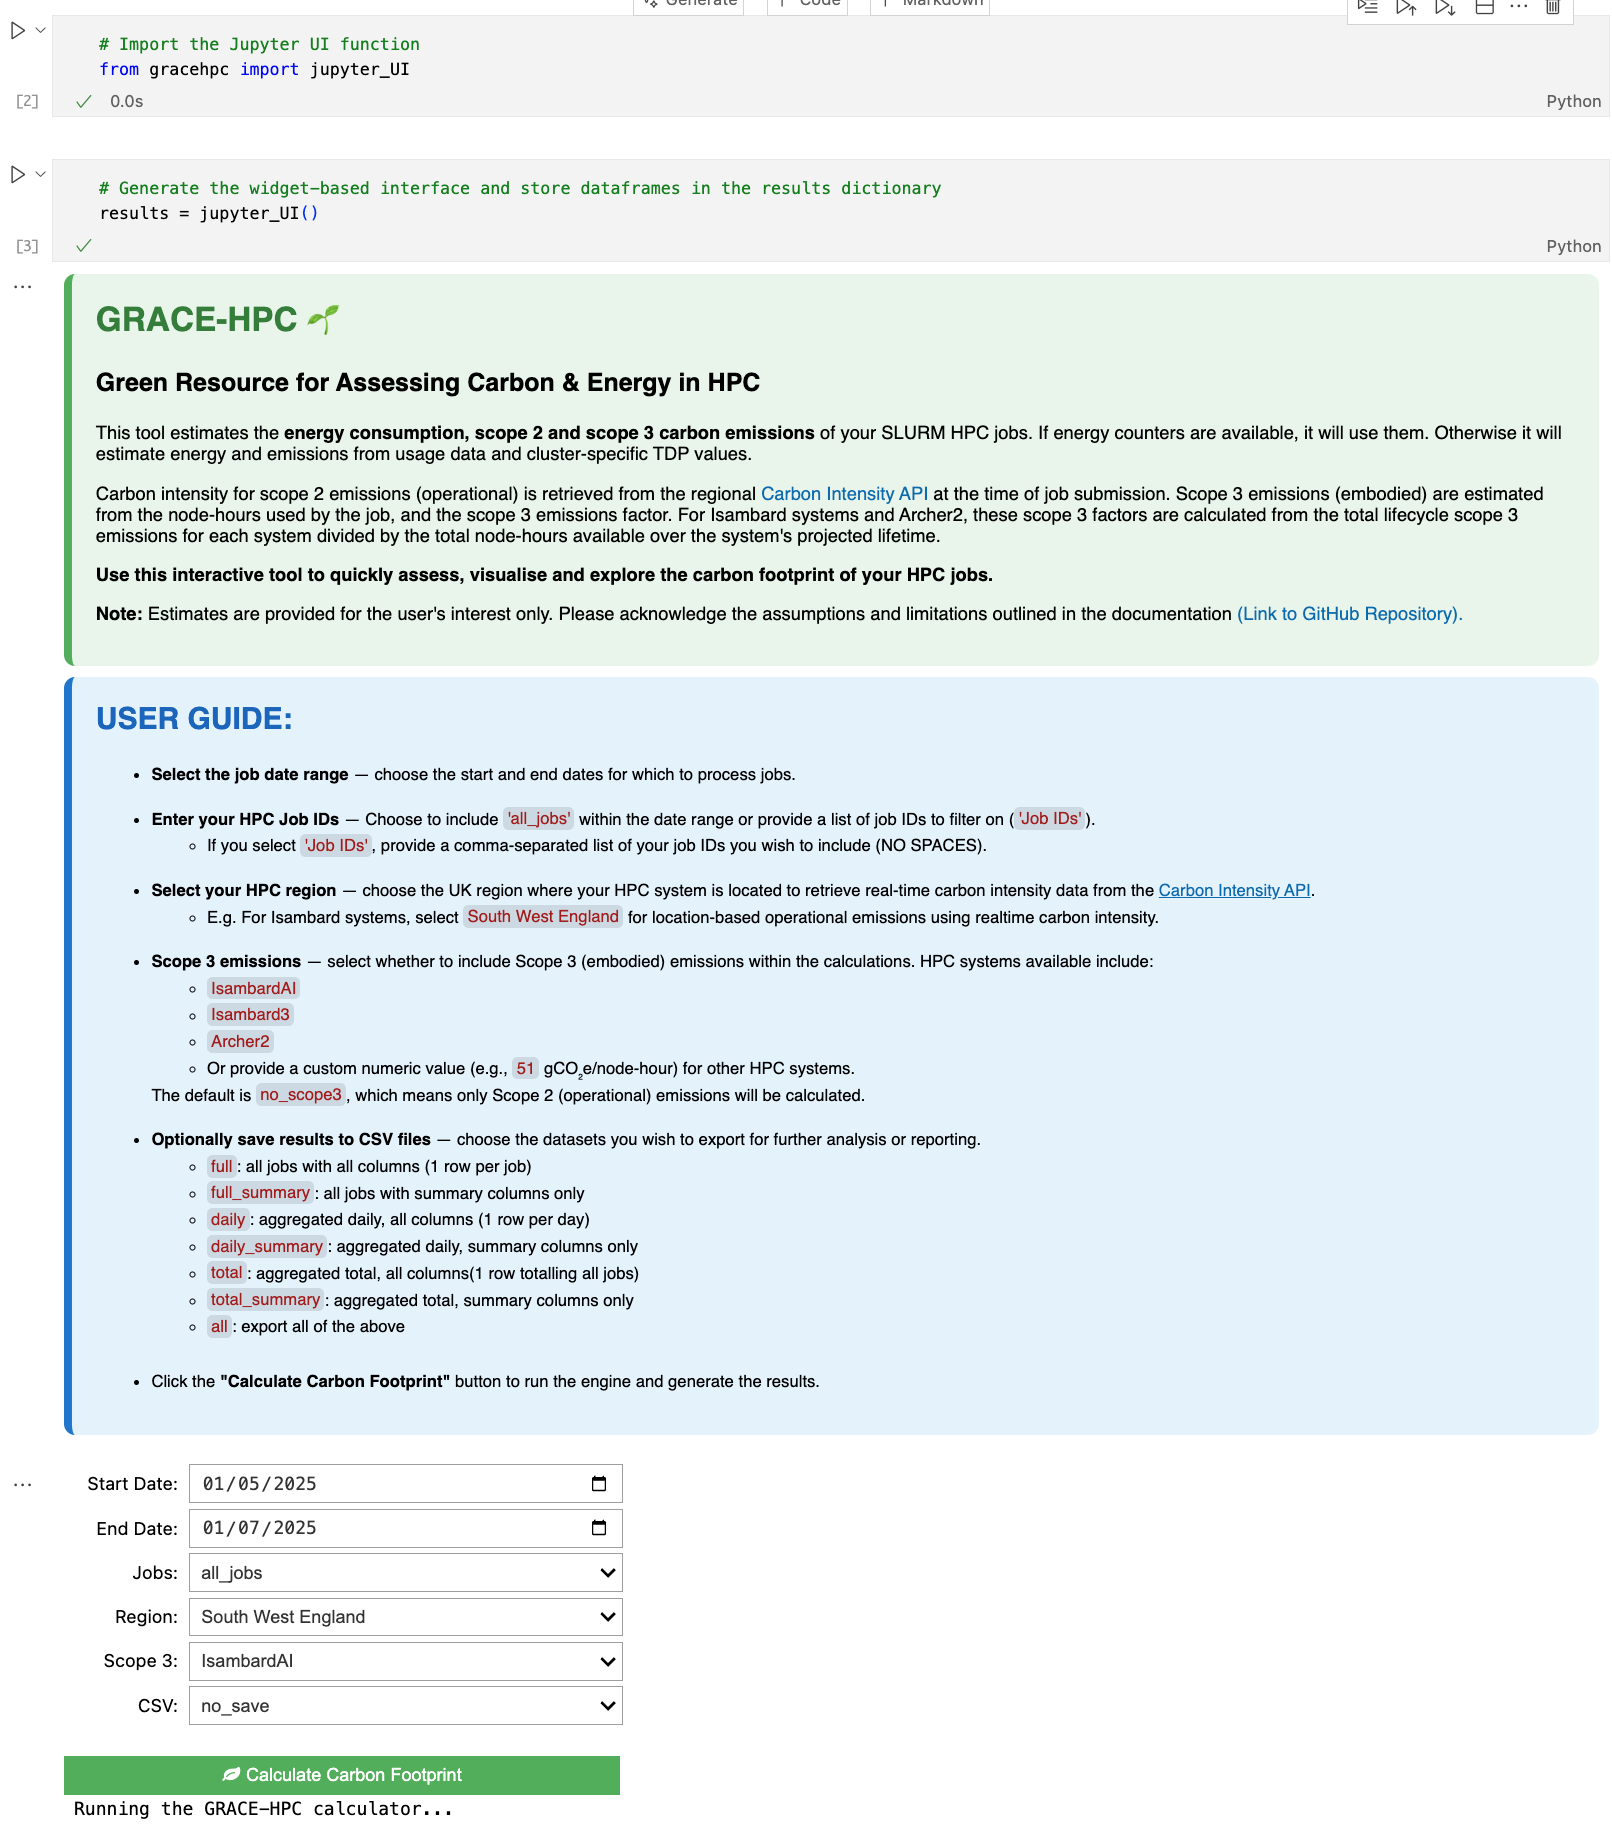 Generate
Code
Markdown
# Import the Jupyter UI function
from gracehpc import jupyter_UI
[2]
0.0s
Python
# Generate the widget-based interface and store dataframes in the results dictionary
results = jupyter_UI()
[3]
Python
GRACE-HPC
Green Resource for Assessing Carbon & Energy in HPC
This tool estimates the energy consumption, scope 2 and scope 3 carbon emissions of your SLURM HPC jobs. If energy counters are available, it will use them. Otherwise it will
estimate energy and emissions from usage data and cluster-specific TDP values.
Carbon intensity for scope 2 emissions (operational) is retrieved from the regional Carbon Intensity API at the time of job submission. Scope 3 emissions (embodied) are estimated
from the node-hours used by the job, and the scope 3 emissions factor. For Isambard systems and Archer2, these scope 3 factors are calculated from the total lifecycle scope 3
emissions for each system divided by the total node-hours available over the system's projected lifetime.
Use this interactive tool to quickly assess, visualise and explore the carbon footprint of your HPC jobs.
Note: Estimates are provided for the user's interest only. Please acknowledge the assumptions and limitations outlined in the documentation (Link to GitHub Repository).
USER GUIDE:
• Select the job date range — choose the start and end dates for which to process jobs.
• Enter your HPC Job IDs — Choose to include 'all_jobs' within the date range or provide a list of job IDs to filter on ( 'Job IDs' ).
◦ If you select 'Job IDs' , provide a comma-separated list of your job IDs you wish to include (NO SPACES).
• Select your HPC region — choose the UK region where your HPC system is located to retrieve real-time carbon intensity data from the Carbon Intensity API.
◦ E.g. For Isambard systems, select South West England for location-based operational emissions using realtime carbon intensity.
• Scope 3 emissions — select whether to include Scope 3 (embodied) emissions within the calculations. HPC systems available include:
◦ IsambardAI
◦ Isambard3
◦ Archer2
◦ Or provide a custom numeric value (e.g., 51 gCO₂e/node-hour) for other HPC systems.
The default is no_scope3 , which means only Scope 2 (operational) emissions will be calculated.
• Optionally save results to CSV files — choose the datasets you wish to export for further analysis or reporting.
◦ full : all jobs with all columns (1 row per job)
◦ full_summary : all jobs with summary columns only
◦ daily : aggregated daily, all columns (1 row per day)
◦ daily_summary : aggregated daily, summary columns only
◦ total : aggregated total, all columns(1 row totalling all jobs)
◦ total_summary : aggregated total, summary columns only
◦ all : export all of the above
• Click the "Calculate Carbon Footprint" button to run the engine and generate the results.
Start Date: 01/05/2025
End Date: 01/07/2025
Jobs: all_jobs
Region: South West England
Scope 3: IsambardAI
CSV: no_save
Calculate Carbon Footprint
Running the GRACE-HPC calculator...